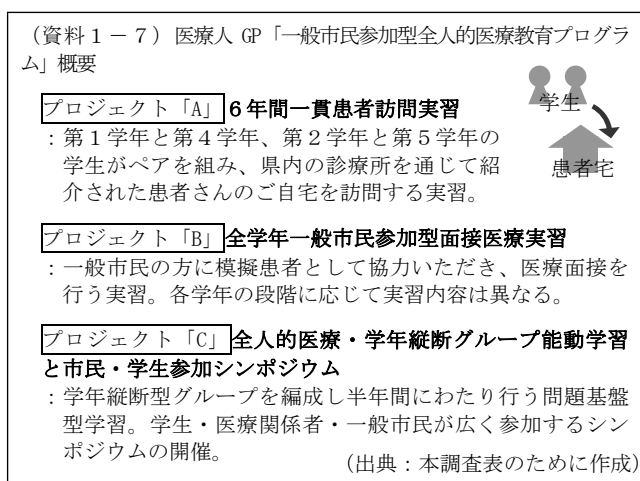 （資料１－７）医療人 GP「一般市民参加型全人的医療教育プログラ
ム」概要
学生
患者宅
プロジェクト「A」６年間一貫患者訪問実習
：第１学年と第４学年、第２学年と第５学年の
学生がペアを組み、県内の診療所を通じて紹
介された患者さんのご自宅を訪問する実習。
プロジェクト「B」全学年一般市民参加型面接医療実習
：一般市民の方に模擬患者として協力いただき、医療面接を
行う実習。各学年の段階に応じて実習内容は異なる。
プロジェクト「C」全人的医療・学年縦断グループ能動学習
と市民・学生参加シンポジウム
：学年縦断型グループを編成し半年間にわたり行う問題基盤
型学習。学生・医療関係者・一般市民が広く参加するシン
ポジウムの開催。
（出典：本調査表のために作成）